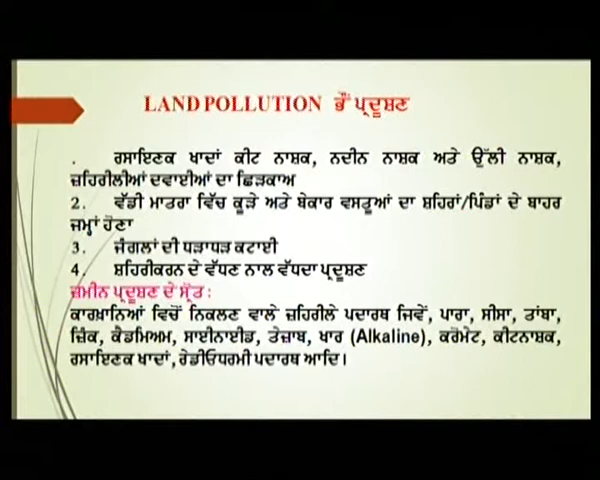 LAND POLLUTION ਭੌਂ ਪ੍ਰਦੂਸ਼ਣ
. ਰਸਾਇਣਕ ਖਾਦਾਂ ਕੀਟ ਨਾਸ਼ਕ, ਨਦੀਨ ਨਾਸ਼ਕ ਅਤੇ ਉੱਲੀ ਨਾਸ਼ਕ,
ਜ਼ਹਿਰੀਲੀਆਂ ਦਵਾਈਆਂ ਦਾ ਛਿੜਕਾਅ
2. ਵੱਡੀ ਮਾਤਰਾ ਵਿੱਚ ਕੂੜੇ ਅਤੇ ਬੇਕਾਰ ਵਸਤੂਆਂ ਦਾ ਸ਼ਹਿਰਾਂ/ਪਿੰਡਾਂ ਦੇ ਬਾਹਰ
ਜਮ੍ਹਾਂ ਹੋਣਾ
3. ਜੰਗਲਾਂ ਦੀ ਧੜਾਧੜ ਕਟਾਈ
4. ਸ਼ਹਿਰੀਕਰਨ ਦੇ ਵੱਧਣ ਨਾਲ ਵੱਧਦਾ ਪ੍ਰਦੂਸ਼ਣ
ਜ਼ਮੀਨ ਪ੍ਰਦੂਸ਼ਣ ਦੇ ਸ੍ਰੋਤ :
ਕਾਰਖ਼ਾਨਿਆਂ ਵਿਚੋਂ ਨਿਕਲਣ ਵਾਲੇ ਜ਼ਹਿਰੀਲੇ ਪਦਾਰਥ ਜਿਵੇਂ, ਪਾਰਾ, ਸੀਸਾ, ਤਾਂਬਾ,
ਜ਼ਿੰਕ, ਕੈਡਮਿਅਮ, ਸਾਈਨਾਈਡ, ਤੇਜ਼ਾਬ, ਖਾਰ (Alkaline), ਕਰੋਮੇਟ, ਕੀਟਨਾਸ਼ਕ,
ਰਸਾਇਣਕ ਖਾਦਾਂ, ਰੇਡੀਓਧਰਮੀ ਪਦਾਰਥ ਆਦਿ।